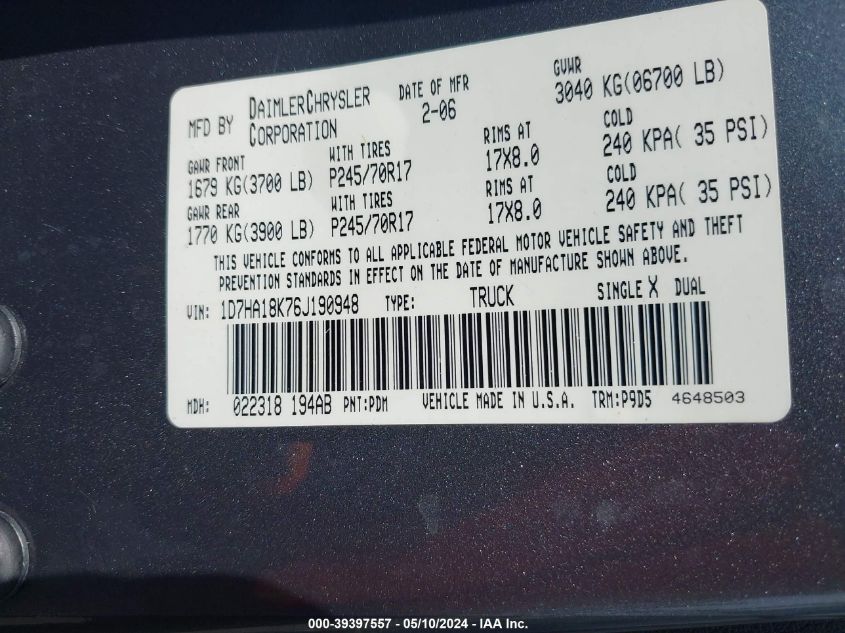 MFD BY DAIMLERCHRYSLER CORPORATION
DATE OF MFR 2-06
GVWR 3040 KG(06700 LB)
GAWR FRONT WITH TIRES RIMS AT COLD
1679 KG(3700 LB) P245/70R17 17X8.0 240 KPA( 35 PSI)
GAWR REAR WITH TIRES RIMS AT COLD
1770 KG(3900 LB) P245/70R17 17X8.0 240 KPA( 35 PSI)
THIS VEHICLE CONFORMS TO ALL APPLICABLE FEDERAL MOTOR VEHICLE SAFETY AND THEFT
PREVENTION STANDARDS IN EFFECT ON THE DATE OF MANUFACTURE SHOWN ABOVE.
VIN: 1D7HA18K76J190948 TYPE: TRUCK SINGLE X DUAL
MDH: 022318 194AB PNT:PDM VEHICLE MADE IN U.S.A. TRM:P9D5 4648503
000-39397557 - 05/10/2024 - IAA Inc.